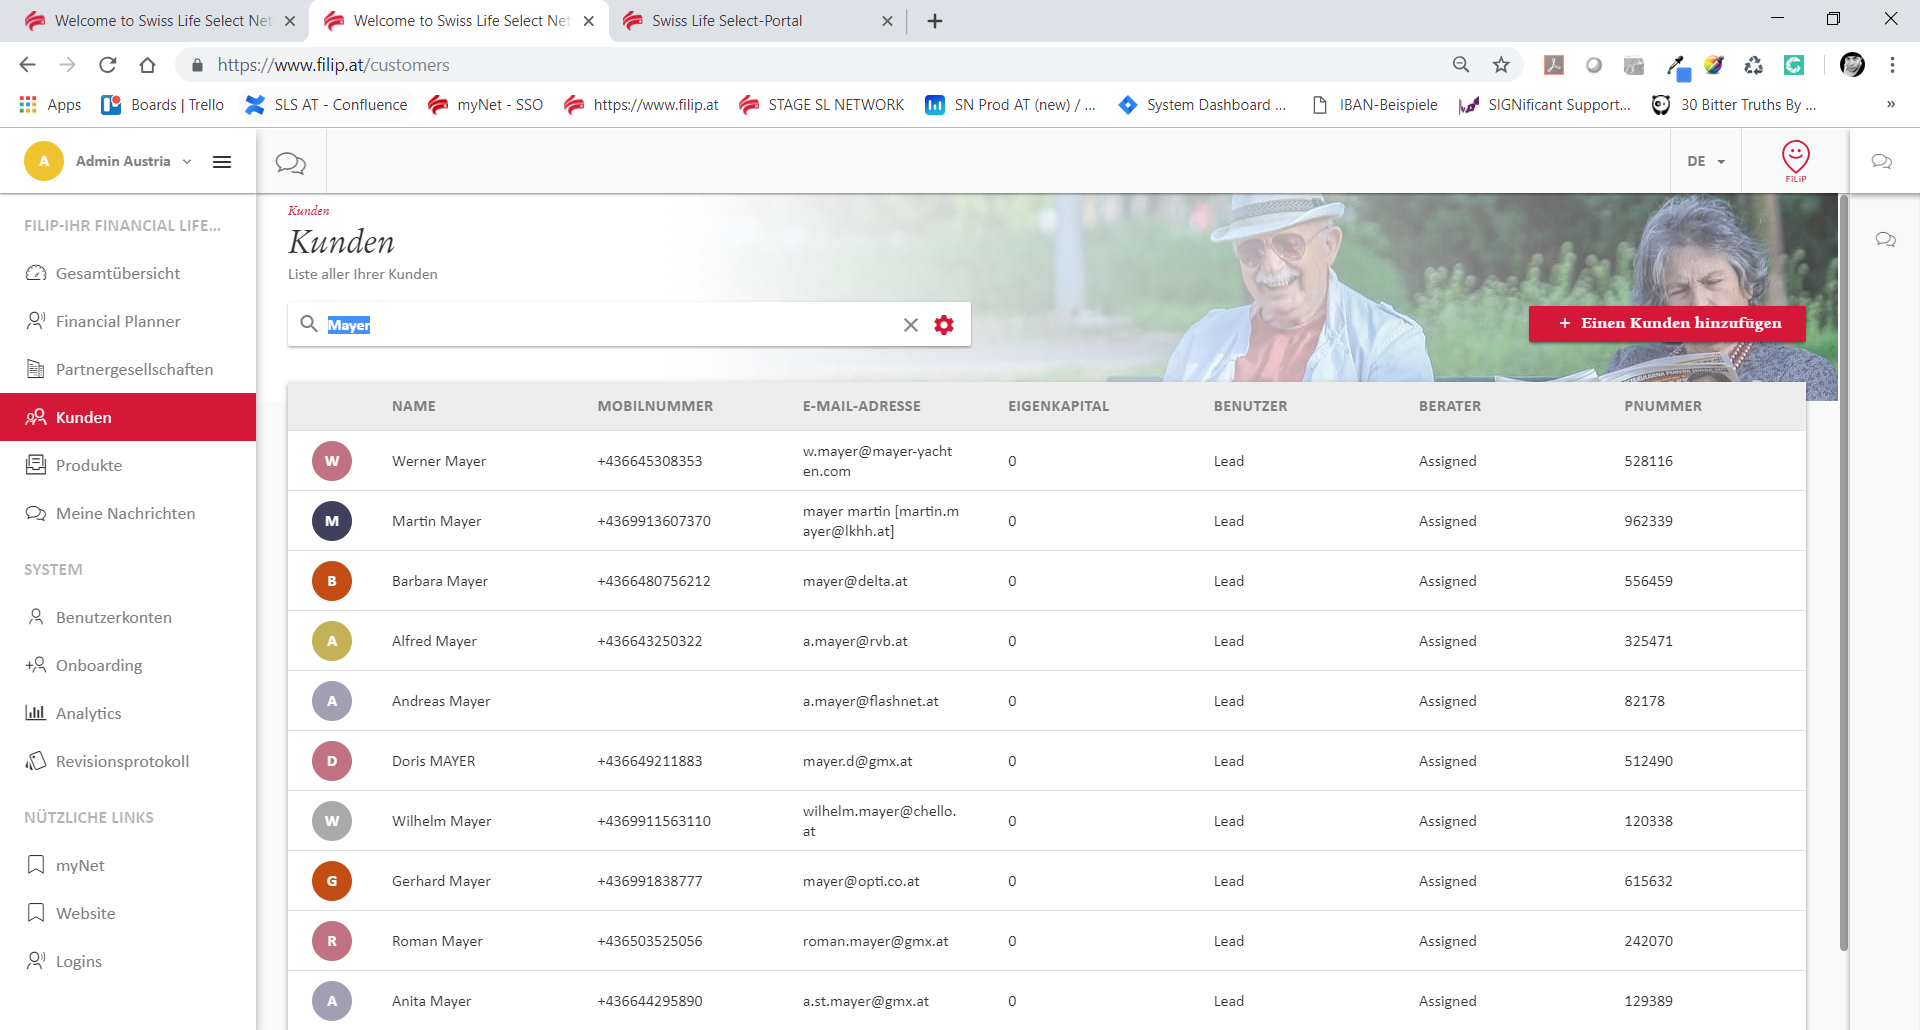 Welcome to Swiss Life Select Net
Welcome to Swiss Life Select Net
Swiss Life Select-Portal
https://www.filip.at/customers
Apps
Boards | Trello
SLS AT - Confluence
myNet - SSO
https://www.filip.at
STAGE SL NETWORK
SN Prod AT (new) / ...
System Dashboard ...
IBAN-Beispiele
SIGNificant Support...
30 Bitter Truths By ...
»
A
Admin Austria
DE
FiLiP
FILIP-IHR FINANCIAL LIFE...
Gesamtübersicht
Financial Planner
Partnergesellschaften
Kunden
Produkte
Meine Nachrichten
SYSTEM
Benutzerkonten
Onboarding
Analytics
Revisionsprotokoll
NÜTZLICHE LINKS
myNet
Website
Logins
Kunden
Kunden
Liste aller Ihrer Kunden
Mayer
+ Einen Kunden hinzufügen
NAME MOBILNUMMER E-MAIL-ADRESSE EIGENKAPITAL BENUTZER BERATER PNUMMER
W Werner Mayer +436645308353 w.mayer@mayer-yacht 0 Lead Assigned 528116
en.com
M Martin Mayer +4369913607370 mayer martin [martin.m 0 Lead Assigned 962339
ayer@lkhh.at]
B Barbara Mayer +4366480756212 mayer@delta.at 0 Lead Assigned 556459
A Alfred Mayer +436643250322 a.mayer@rvb.at 0 Lead Assigned 325471
A Andreas Mayer a.mayer@flashnet.at 0 Lead Assigned 82178
D Doris MAYER +436649211883 mayer.d@gmx.at 0 Lead Assigned 512490
W Wilhelm Mayer +4369911563110 wilhelm.mayer@chello. 0 Lead Assigned 120338
at
G Gerhard Mayer +436991838777 mayer@opti.co.at 0 Lead Assigned 615632
R Roman Mayer +436503525056 roman.mayer@gmx.at 0 Lead Assigned 242070
A Anita Mayer +436644295890 a.st.mayer@gmx.at 0 Lead Assigned 129389